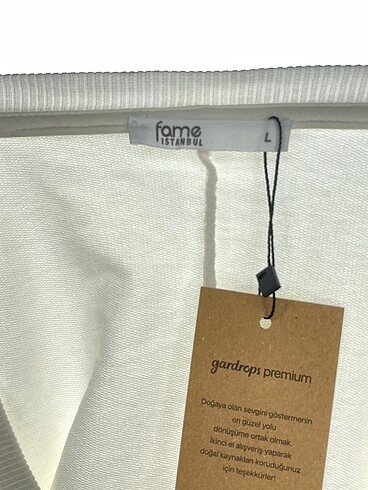 fame
ISTANBUL
L
gardrops premium
Doğaya olan sevgini göstermenin
en güzel yolu
dönüşüme ortak olmak.
İkinci el alışveriş yaparak
doğal kaynakları koruduğunuz
için teşekkürler!